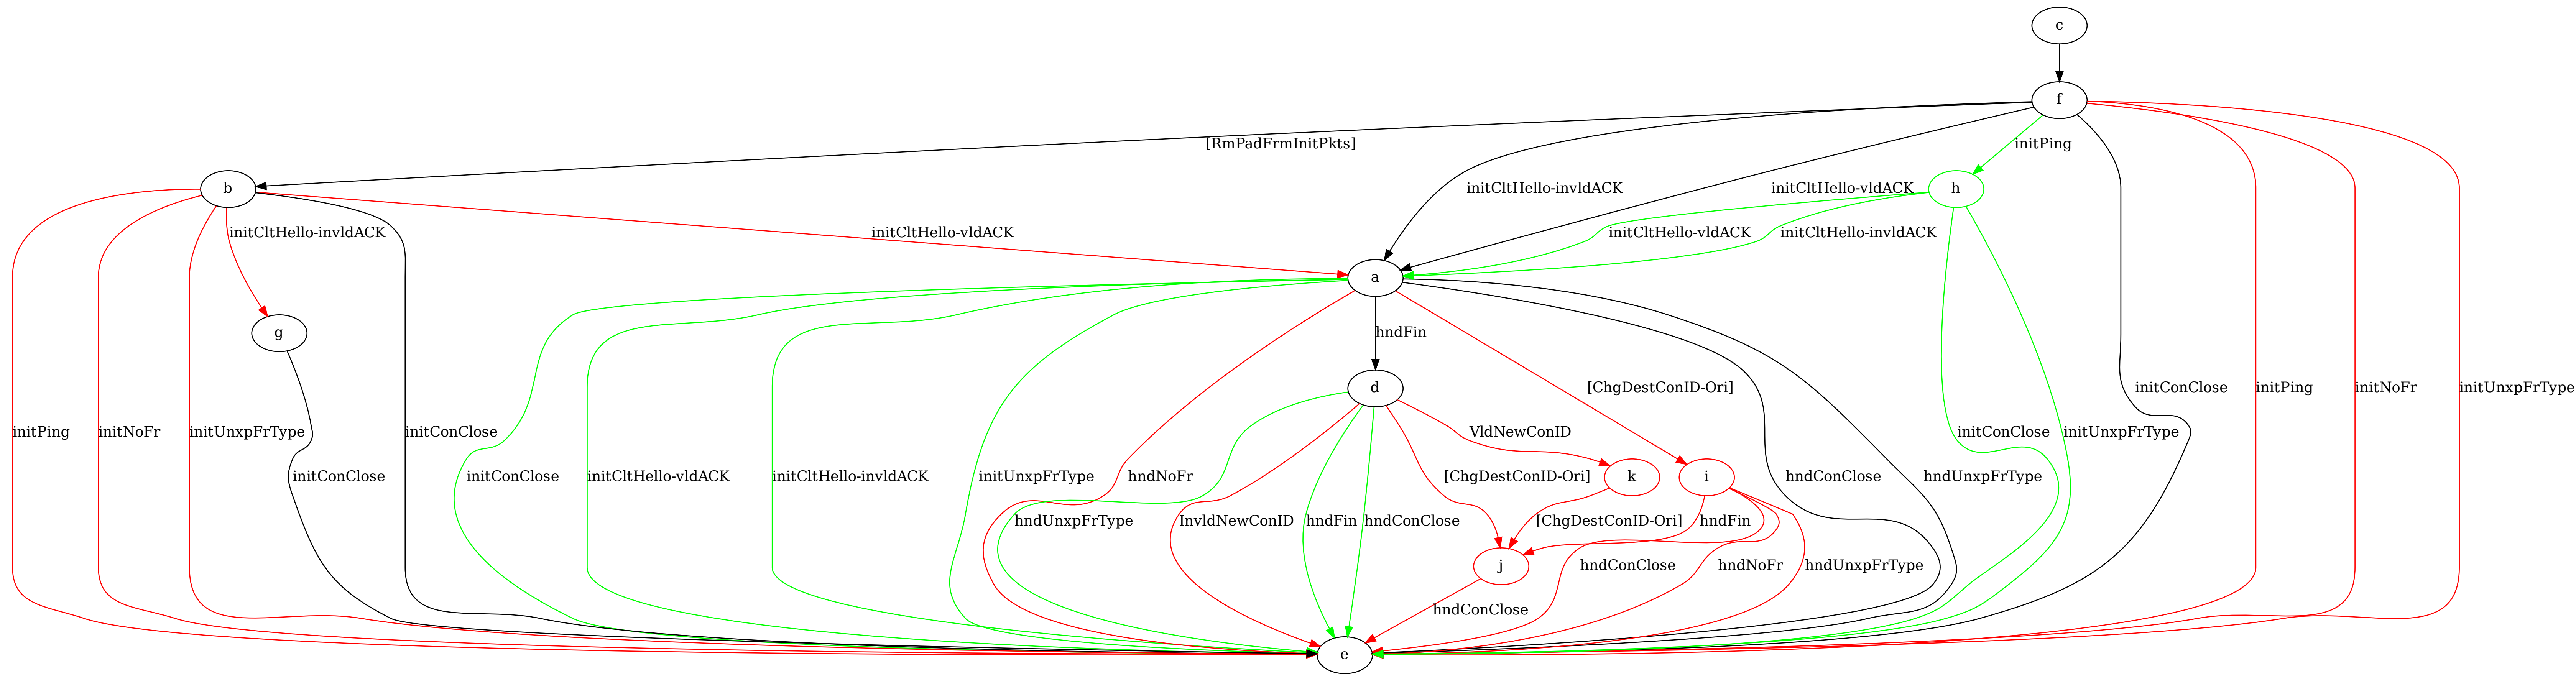 c
f
[RmPadFrmInitPkts]
initPing
b
initCltHello-invldACK
initCltHello-vldACK
h
initCltHello-invldACK
initCltHello-vldACK
initCltHello-vldACK
initCltHello-invldACK
a
g
hndFin
d
[ChgDestConID-Ori]
initConClose
initPing
initNoFr
initUnxpFrType
initPing
initNoFr
initUnxpFrType
initConClose
VldNewConID
initConClose
initUnxpFrType
initConClose
initConClose
initCltHello-vldACK
initCltHello-invldACK
initUnxpFrType
hndNoFr
[ChgDestConID-Ori]
k
i
hndConClose
hndUnxpFrType
hndUnxpFrType
InvldNewConID
hndFin
hndConClose
[ChgDestConID-Ori]
hndFin
j
hndConClose
hndNoFr
hndUnxpFrType
hndConClose
e